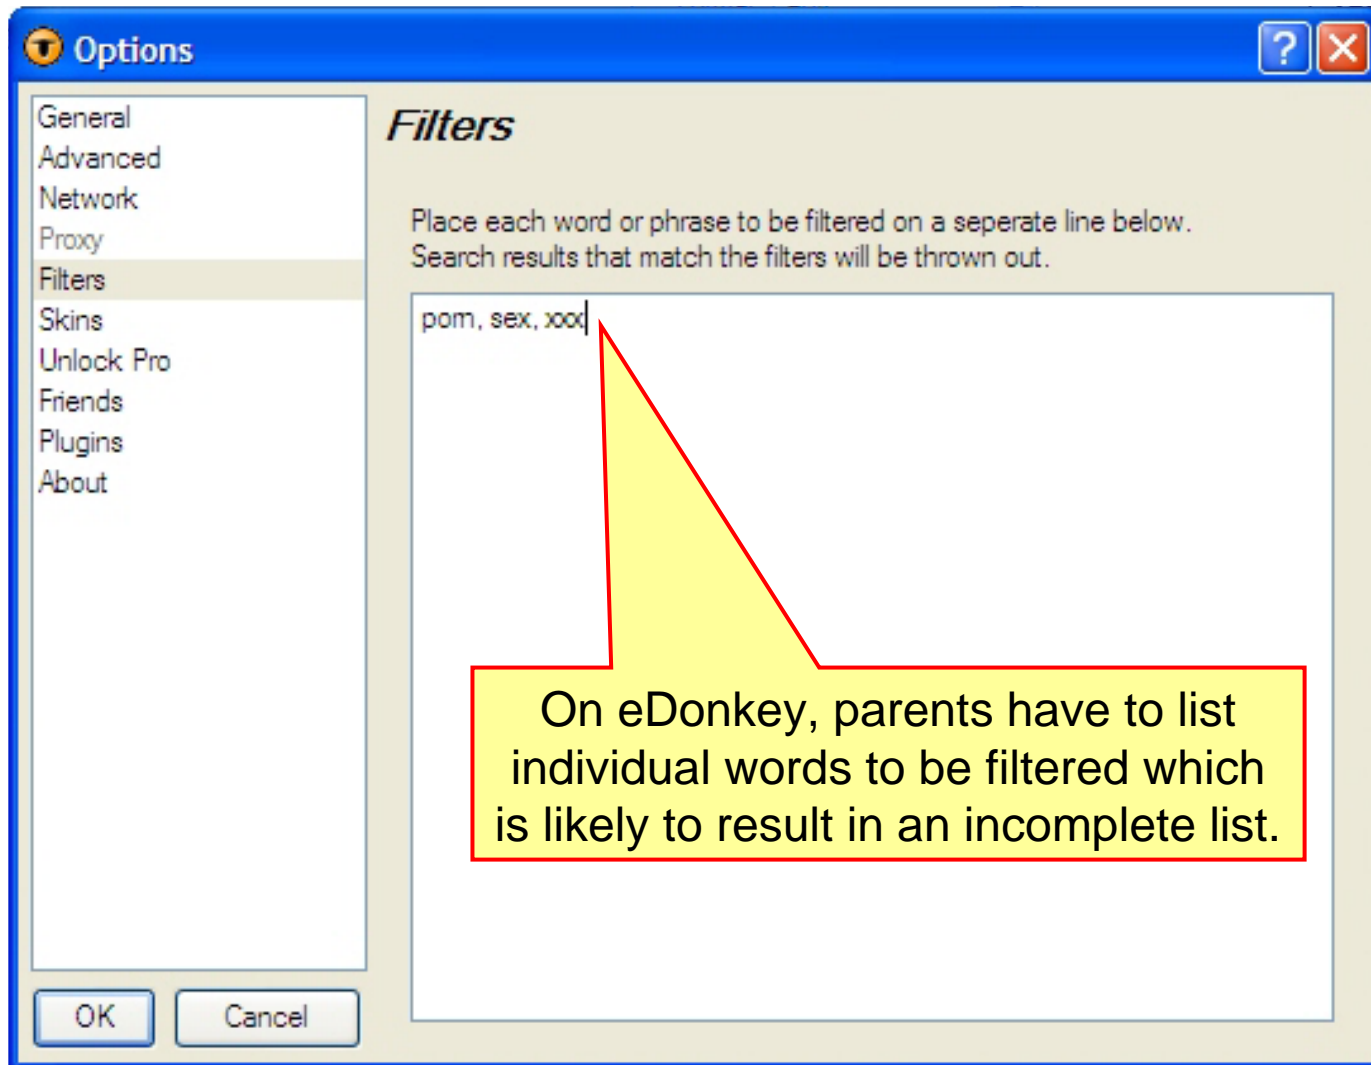 Options
General
Advanced
Network
Proxy
Filters
Skins
Unlock Pro
Friends
Plugins
About
OK
Cancel
Filters
Place each word or phrase to be filtered on a seperate line below.
Search results that match the filters will be thrown out.
porn, sex, xxx
On eDonkey, parents have to list
individual words to be filtered which
is likely to result in an incomplete list.